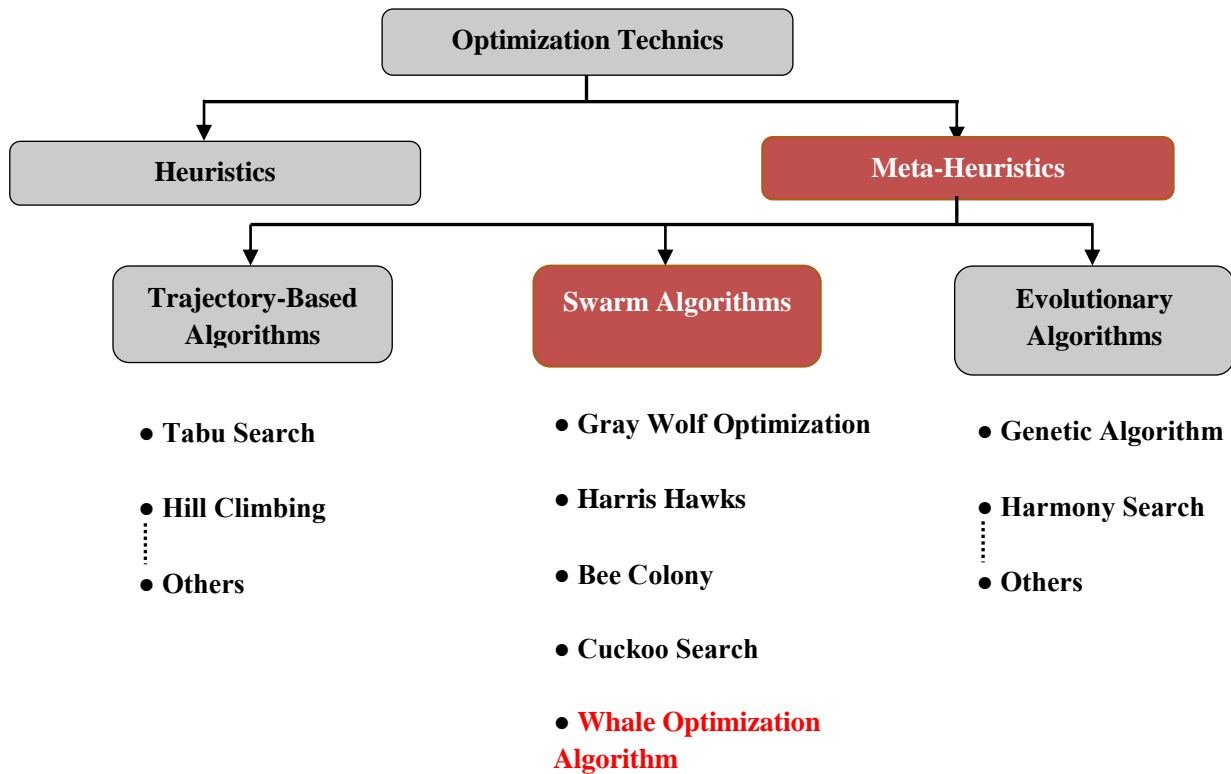 Optimization Technics
Heuristics
Meta-Heuristics
Trajectory-Based
Algorithms
Swarm Algorithms
Evolutionary
Algorithms
● Tabu Search
● Hill Climbing
● Others
● Gray Wolf Optimization
● Harris Hawks
● Bee Colony
● Cuckoo Search
● Whale Optimization
Algorithm
● Genetic Algorithm
● Harmony Search
● Others